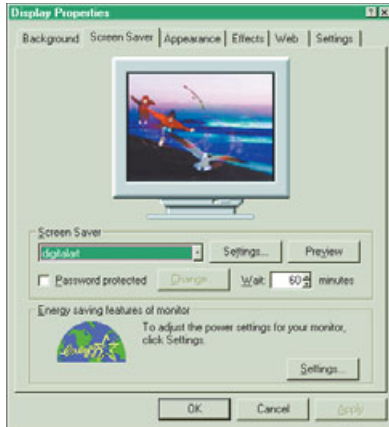 Display Properties
Background Screen Saver Appearance Effects Web Settings
Screen Saver
digitalart Settings... Preview
Password protected Change... Wait: 60 minutes
Energy saving features of monitor
To adjust the power settings for your monitor,
click Settings.
energy
Settings...
OK Cancel Apply